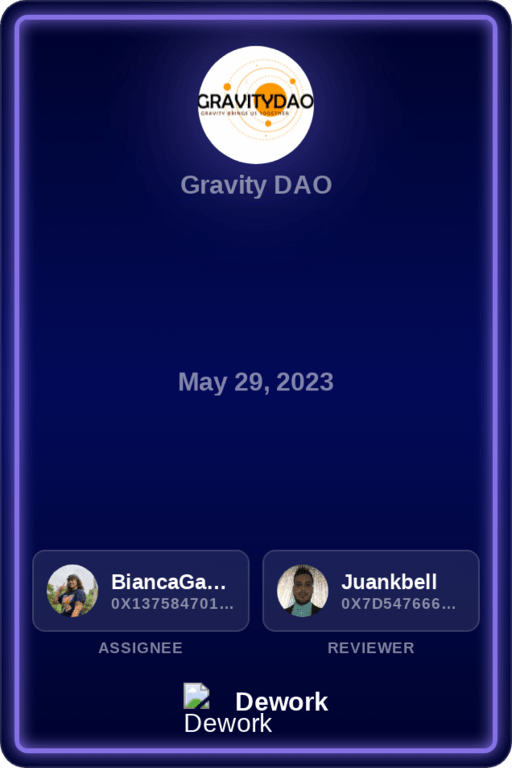 GRAVITYDAO
GRAVITY BRINGS US TOGETHER
Gravity DAO
May 29, 2023
BiancaGa...
0X137584701...
Juankbell
0X7D547666...
ASSIGNEE
REVIEWER
Dework
Dework